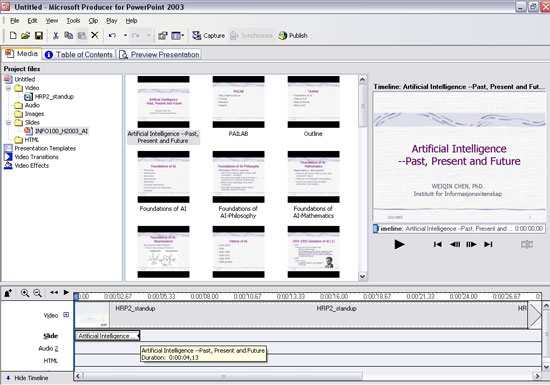 Untitled - Microsoft Producer for PowerPoint 2003
File Edit View Tools Clip Play Help
Capture Synchronize Publish
Media Table of Contents Preview Presentation
Project files
Untitled
Video
HRP2_standup
Audio
Images
Slides
INFO100_H2003_AI
HTML
Presentation Templates
Video Transitions
Video Effects
Artificial Intelligence
--Past, Present and Future
PAILAB
Outline
Artificial Intelligence --Past,
Present and Future
PAILAB
Outline
Foundations of AI
Foundations of AI-Philosophy
Foundations of AI-Mathematics
Foundations of AI
Foundations of
AI-Philosophy
Foundations of
AI-Mathematics
Foundations of AI
Neuroscience
History of AI
Timeline: Artificial Intelligence --Past, Present and Fut...
Artificial Intelligence
--Past, Present and Future
WEIQIN CHEN, PhD.
Institutt for Informasjonsvitenskap
Timeline: Artificial Intelligence --Past, Present and ... 0:00:00,00
0:00:02,67 0:00:05,33 0:00:08,00 0:00:10,67 0:00:13,33 0:00:16,00 0:00:18,67 0:00:21,33 0:00:24,00 0:00:26,67
Video HRP2_standup HRP2_standup HR
Slide Artificial Intelligence ...
Audio 2
Artificial Intelligence --Past, Present and Future
Duration: 0:00:04,13
HTML
Hide Timeline